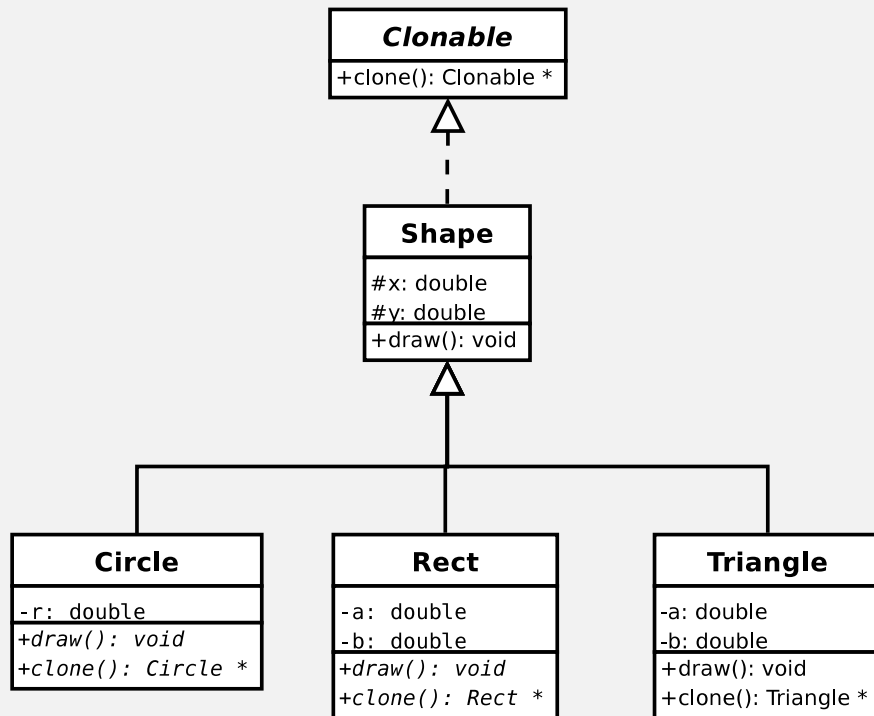 Clonable
+clone(): Clonable *
Shape
#x: double
#y: double
+draw(): void
Circle
-r: double
+draw(): void
+clone(): Circle *
Rect
-a: double
-b: double
+draw(): void
+clone(): Rect *
Triangle
-a: double
-b: double
+draw(): void
+clone(): Triangle *